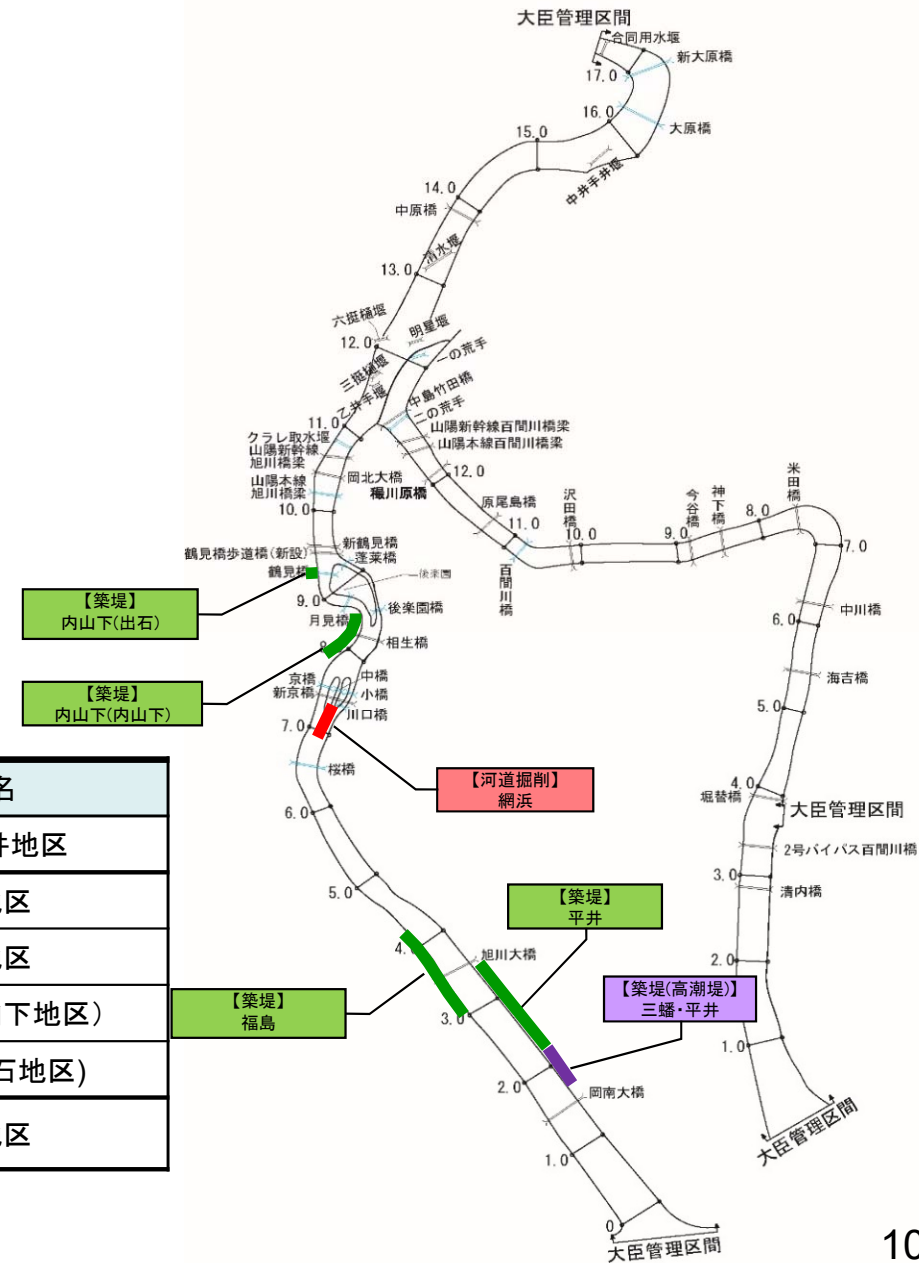 大臣管理区間
合同用水堰
新大原橋
17.0
16.0
大原橋
15.0
中井手井堰
14.0
中原橋
清水堰
13.0
六挺樋堰
明星堰
12.0
一の荒手
三挺樋堰
乙井手堰
中島竹田橋
二の荒手
11.0
クラレ取水堰
山陽新幹線
旭川橋梁
山陽新幹線百間川橋梁
山陽本線百間川橋梁
岡北大橋
山陽本線
旭川橋梁
12.0
穝川原橋
10.0
原尾島橋
11.0
沢田橋
10.0
今谷橋
9.0
神下橋
8.0
米田橋
7.0
百間川橋
新鶴見橋
鶴見橋歩道橋(新設)
蓬莱橋
鶴見橋
後楽園
9.0
後楽園橋
月見橋
相生橋
8.
【築堤】
内山下(出石)
【築堤】
内山下(内山下)
京橋
中橋
新京橋
小橋
川口橋
7.0
桜橋
【河道掘削】
網浜
6.0
中川橋
6.0
海吉橋
5.0
4.0
堀替橋
大臣管理区間
2号バイパス百間川橋
3.0
清内橋
2.0
1.0
大臣管理区間
5.0
4.
旭川大橋
【築堤】
平井
【築堤】
福島
3.0
【築堤(高潮堤)】
三蟠・平井
2.0
岡南大橋
1.0
0
大臣管理区間
名
井地区
区
区
下地区）
石地区)
区
10